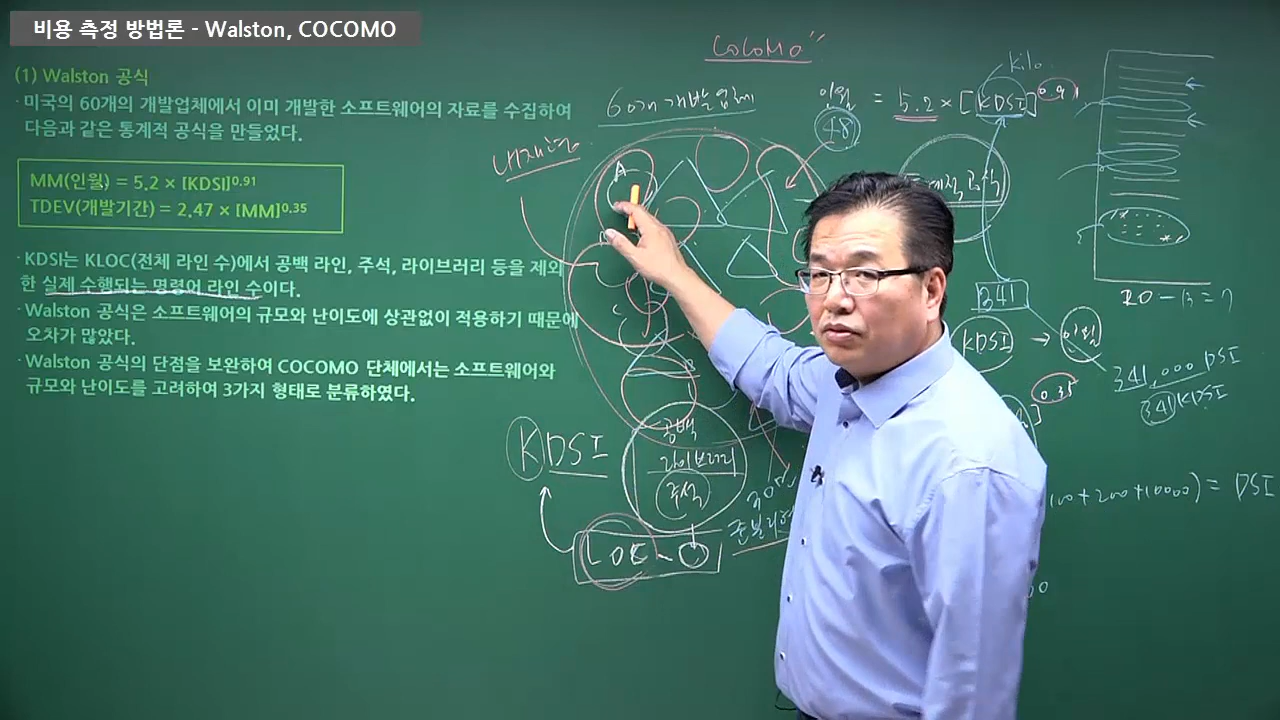 비용 측정 방법론 - Walston, COCOMO
(1) Walston 공식
· 미국의 60개의 개발업체에서 이미 개발한 소프트웨어의 자료를 수집하여
다음과 같은 통계적 공식을 만들었다.
MM(인월) = 5.2 × [KDSI]^0.91
TDEV(개발기간) = 2.47 × [MM]^0.35
· KDSI는 KLOC(전체 라인 수)에서 공백 라인, 주석, 라이브러리 등을 제외
한 실제 수행되는 명령어 라인 수이다.
· Walston 공식은 소프트웨어의 규모와 난이도에 상관없이 적용하기 때문에
오차가 많았다.
· Walston 공식의 단점을 보완하여 COCOMO 단체에서는 소프트웨어와
규모와 난이도를 고려하여 3가지 형태로 분류하였다.
COCOMO"
60개 개발업체
인월 = 5.2 × [KDSI]^0.91
Kilo
48
A
341
20 - 13 = 7
KDSI → 인월
341,000 DSI
341 KDSI
0.35
KDSI
공백
라이브러리
주석
LOC -
100 + 200 + 10000) = DSI